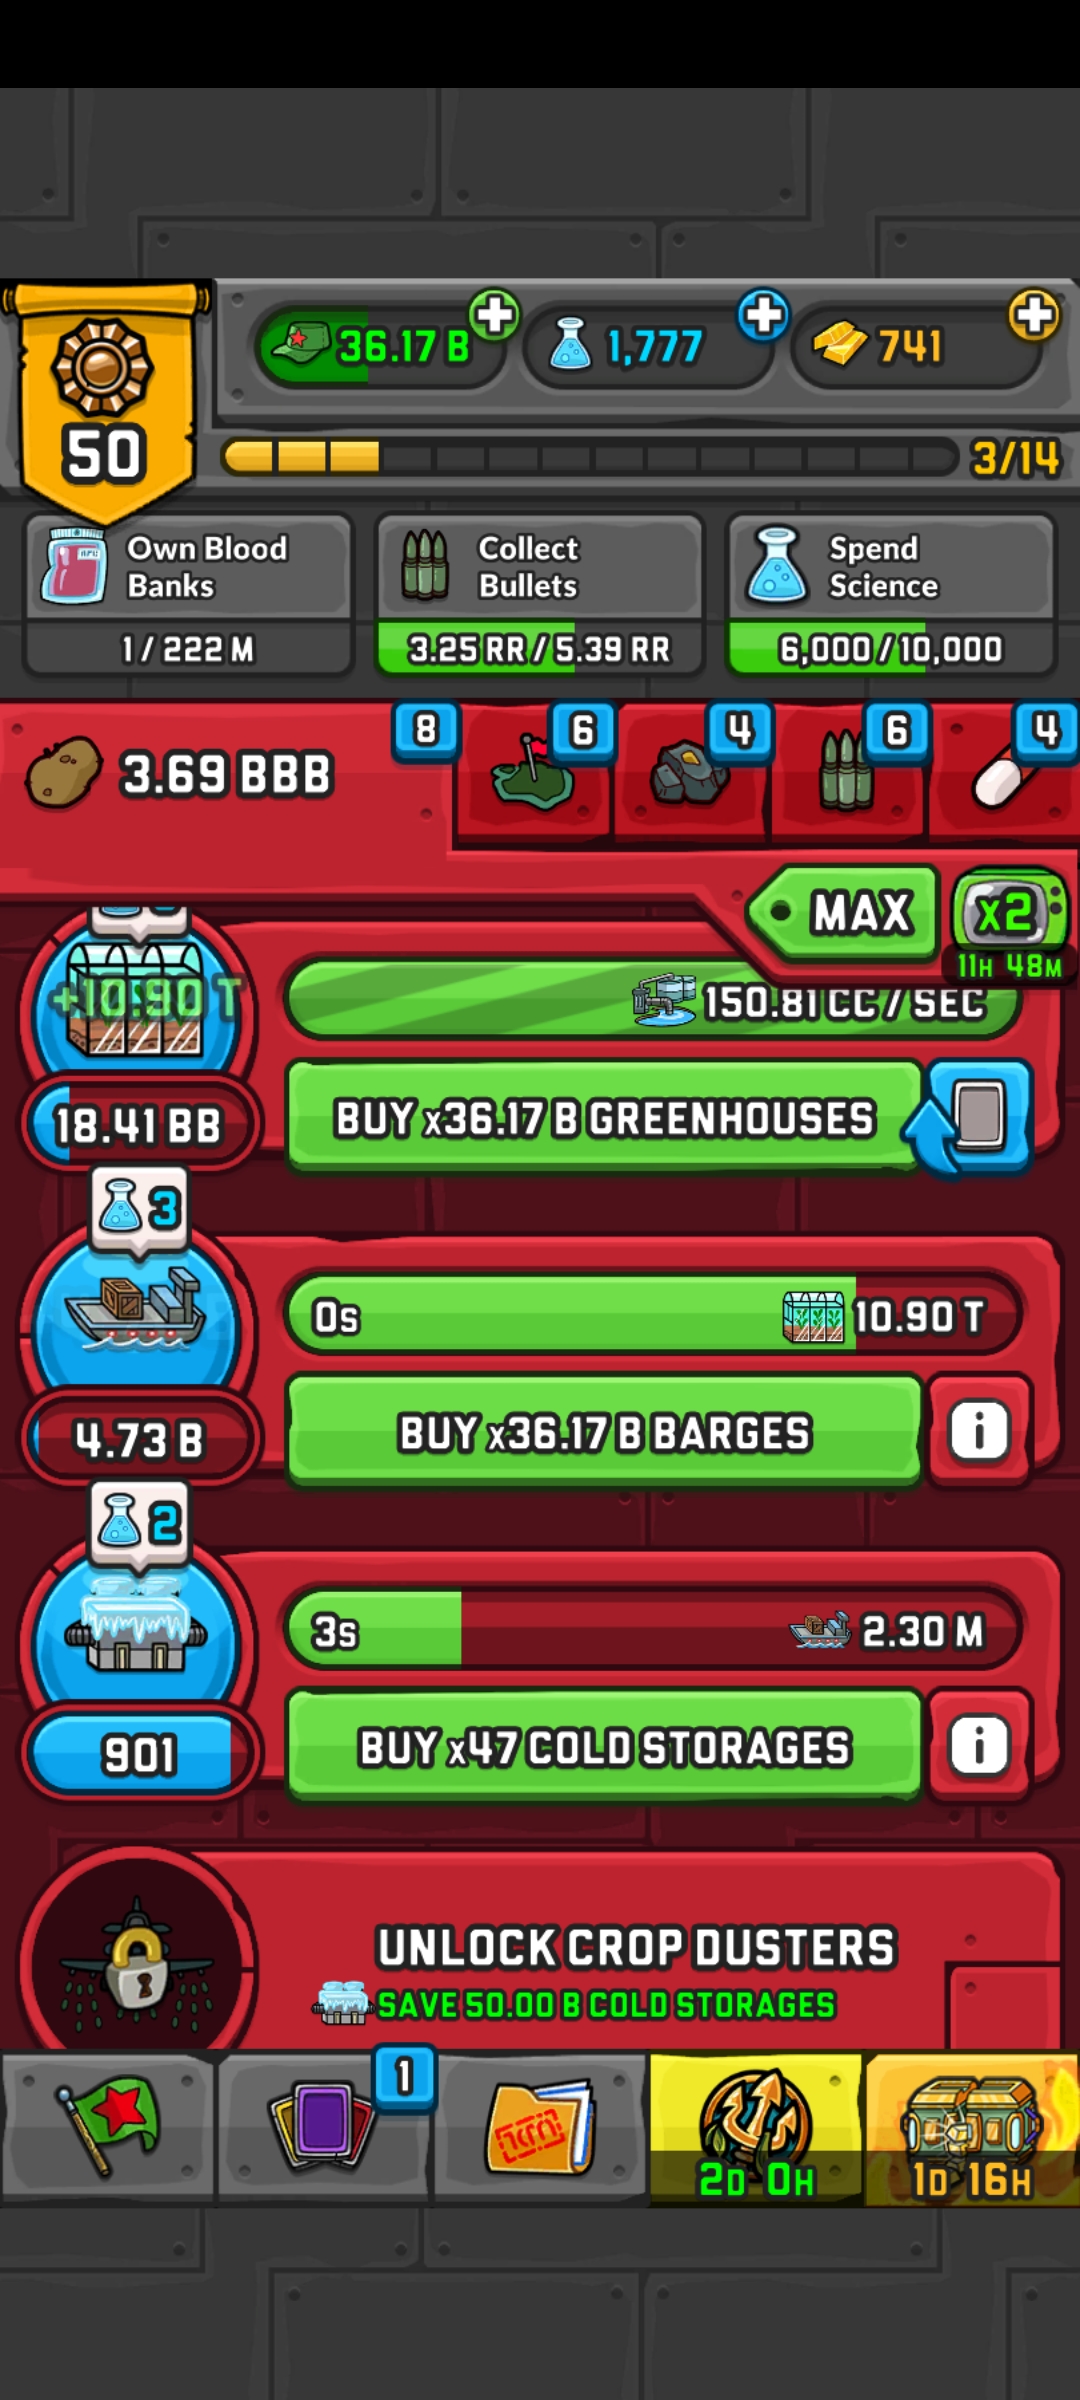 36.17 B
1,777
741
50
3/14
Own Blood
Banks
1 / 222 M
Collect
Bullets
3.25 RR / 5.39 RR
Spend
Science
6,000 / 10,000
3.69 BBB
8
6
4
6
4
MAX
x2
11H 48M
+10.90 T
150.81 CC / SEC
18.41 BB
BUY x36.17 B GREENHOUSES
3
0s
10.90 T
4.73 B
BUY x36.17 B BARGES
i
2
3s
2.30 M
901
BUY x47 COLD STORAGES
i
UNLOCK CROP DUSTERS
SAVE 50.00 B COLD STORAGES
1
2D 0H
1D 16H